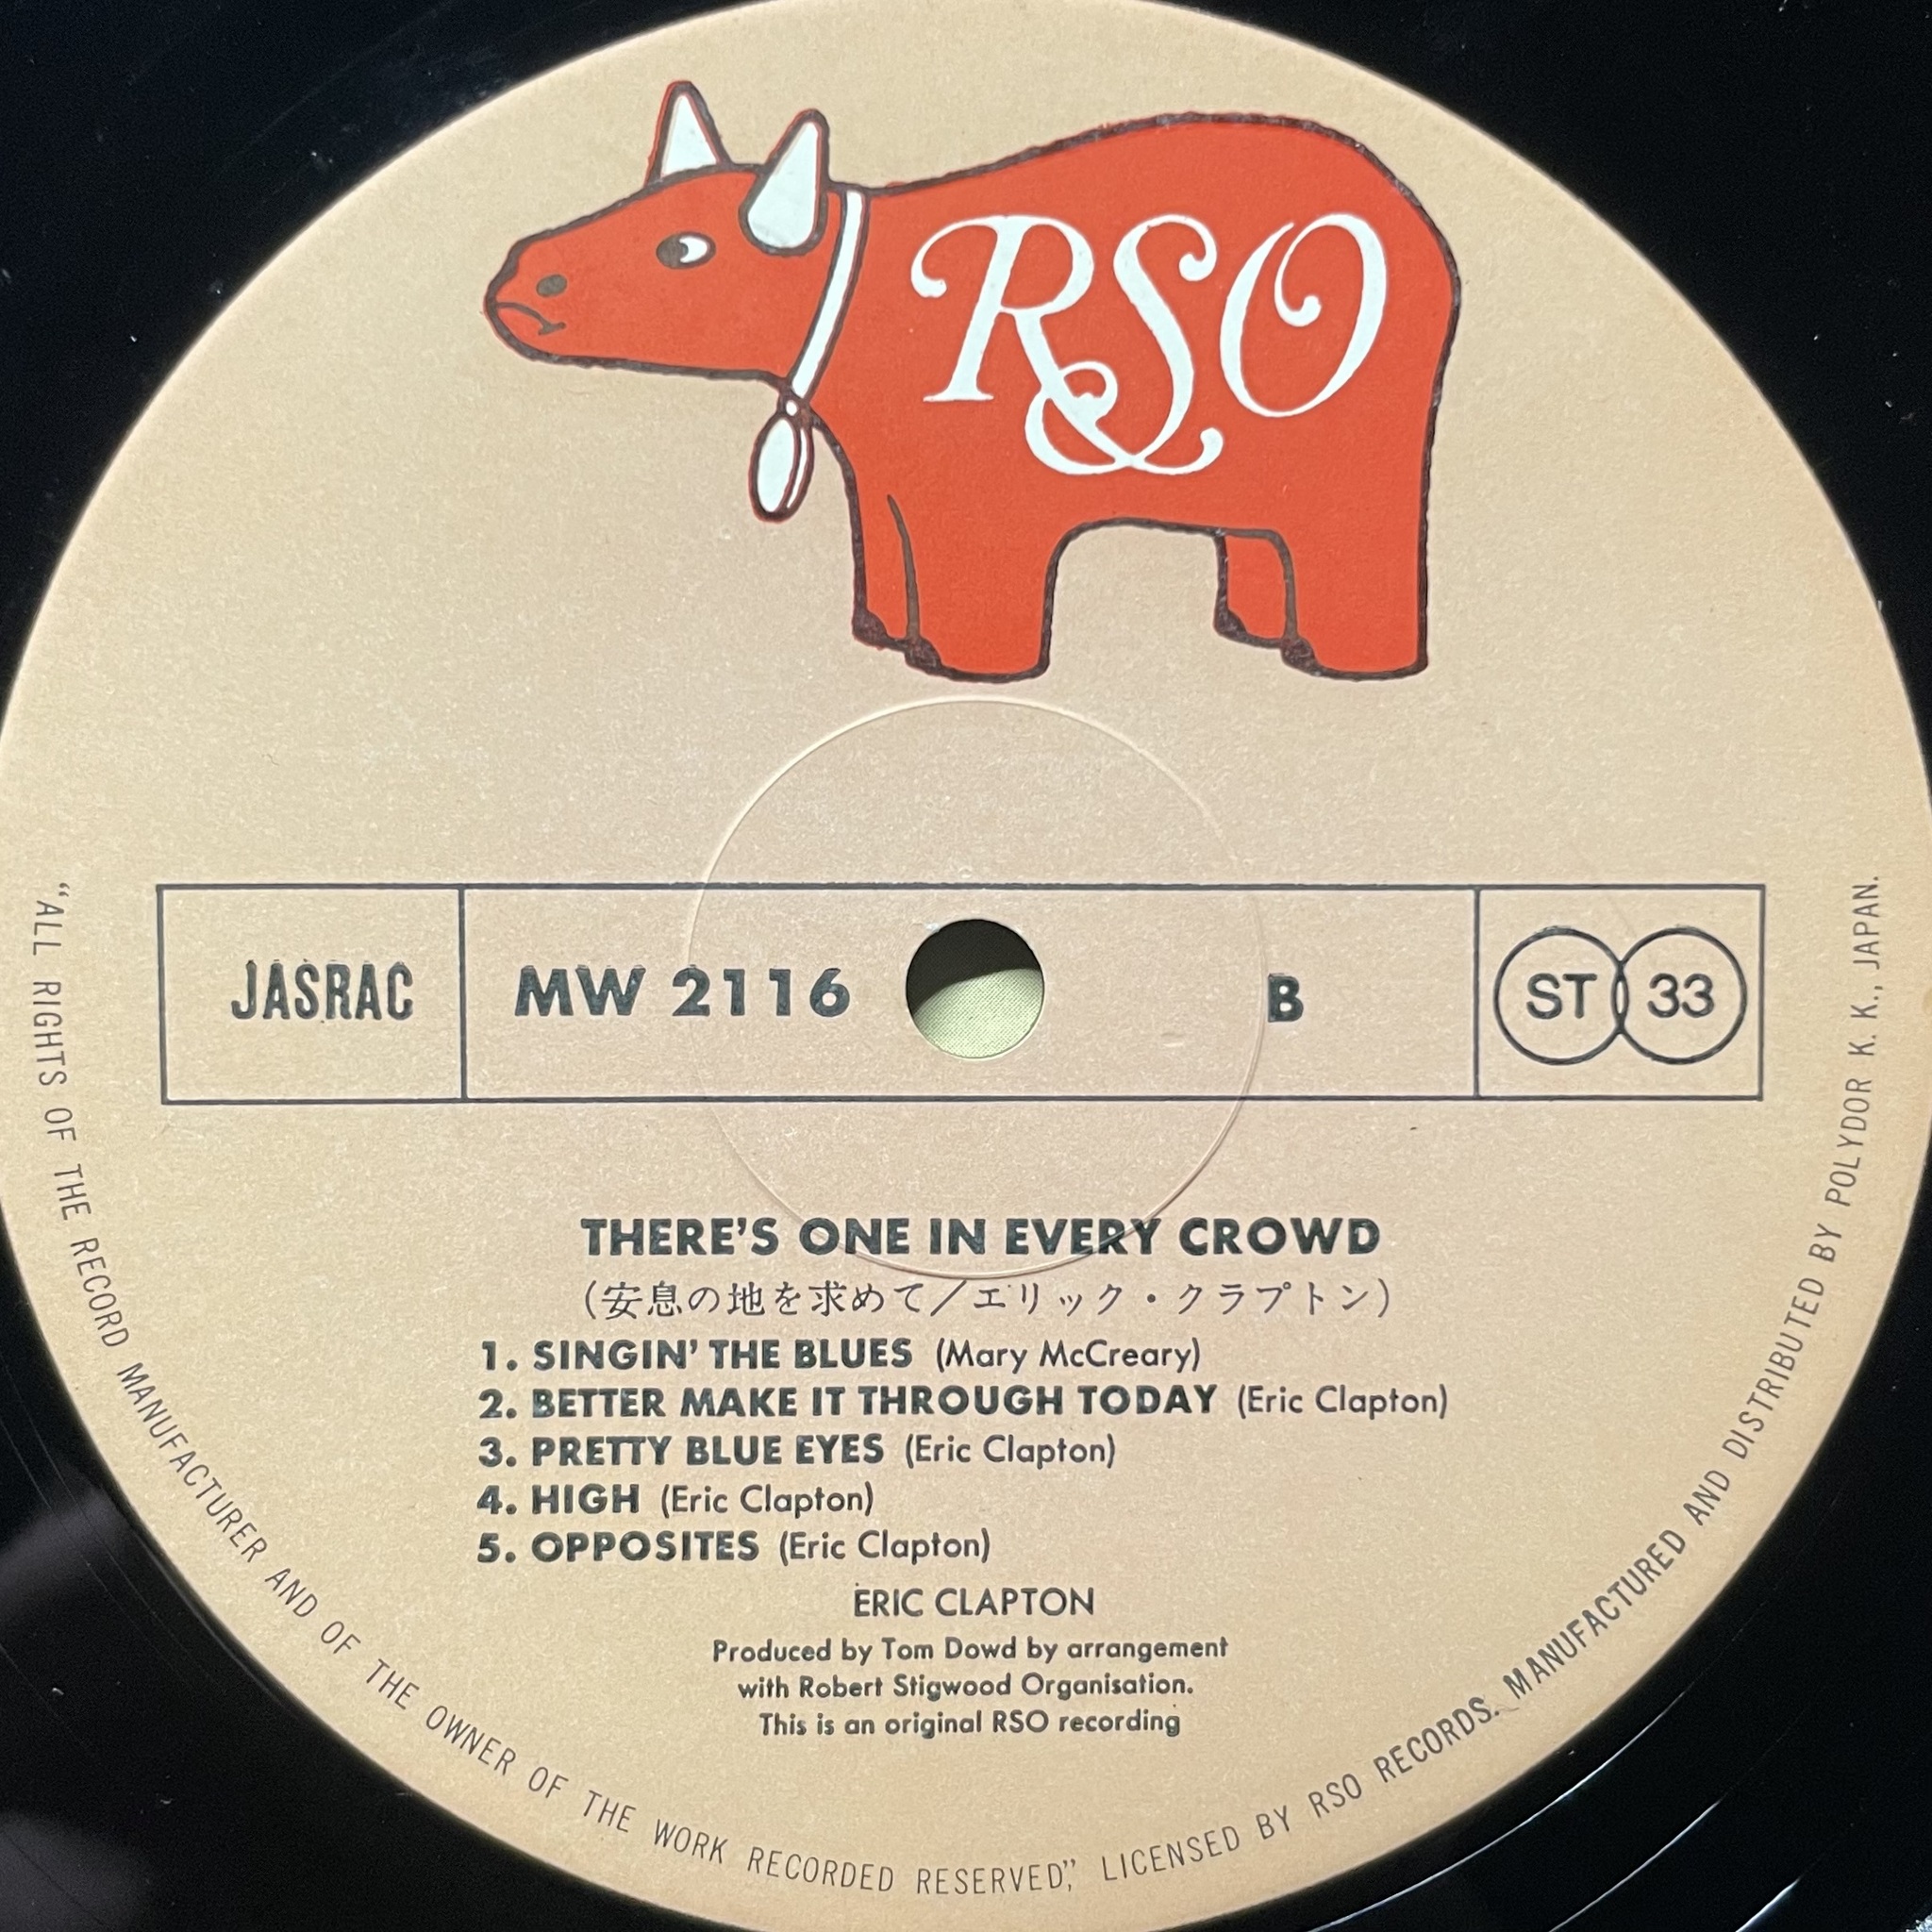 RSO
JASRAC
MW 2116
B
ST 33
THERE'S ONE IN EVERY CROWD
(安息の地を求めて／エリック・クラプトン)
1. SINGIN' THE BLUES (Mary McCreary)
2. BETTER MAKE IT THROUGH TODAY (Eric Clapton)
3. PRETTY BLUE EYES (Eric Clapton)
4. HIGH (Eric Clapton)
5. OPPOSITES (Eric Clapton)
ERIC CLAPTON
Produced by Tom Dowd by arrangement
with Robert Stigwood Organisation.
This is an original RSO recording
"ALL RIGHTS OF THE RECORD MANUFACTURER AND OF THE OWNER OF THE WORK RECORDED RESERVED," LICENSED BY RSO RECORDS. MANUFACTURED AND DISTRIBUTED BY POLYDOR K. K., JAPAN.